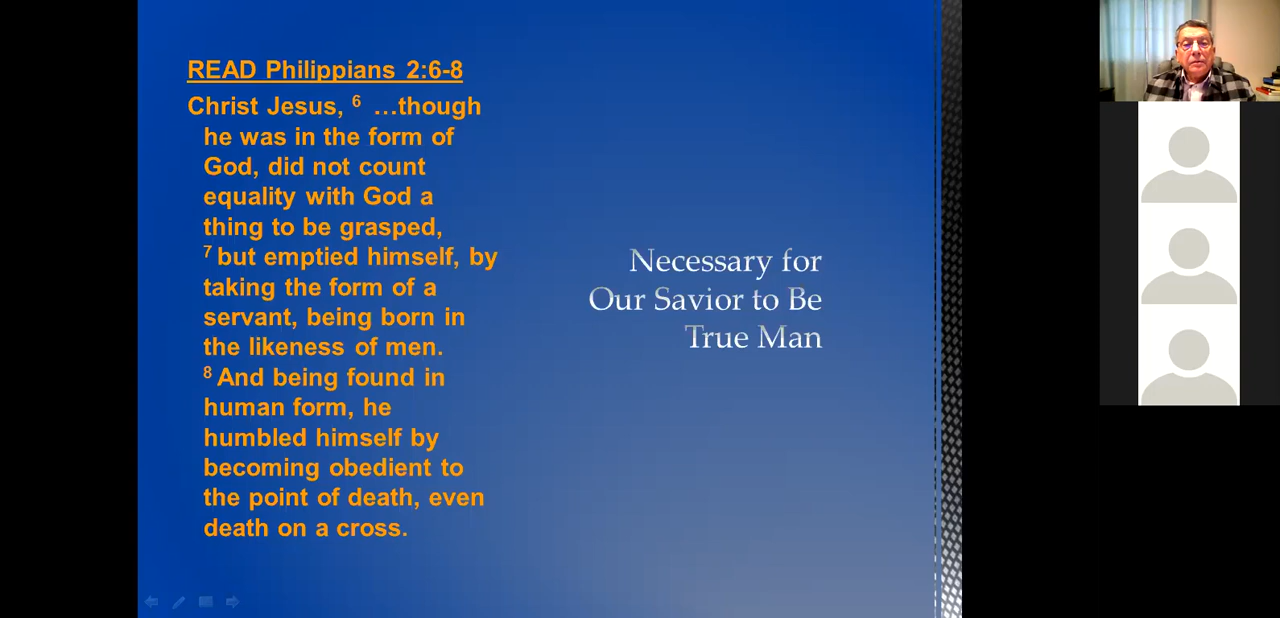 READ Philippians 2:6-8
Christ Jesus, 6 …though
he was in the form of
God, did not count
equality with God a
thing to be grasped,
7 but emptied himself, by
taking the form of a
servant, being born in
the likeness of men.
8 And being found in
human form, he
humbled himself by
becoming obedient to
the point of death, even
death on a cross.
Necessary for
Our Savior to Be
True Man